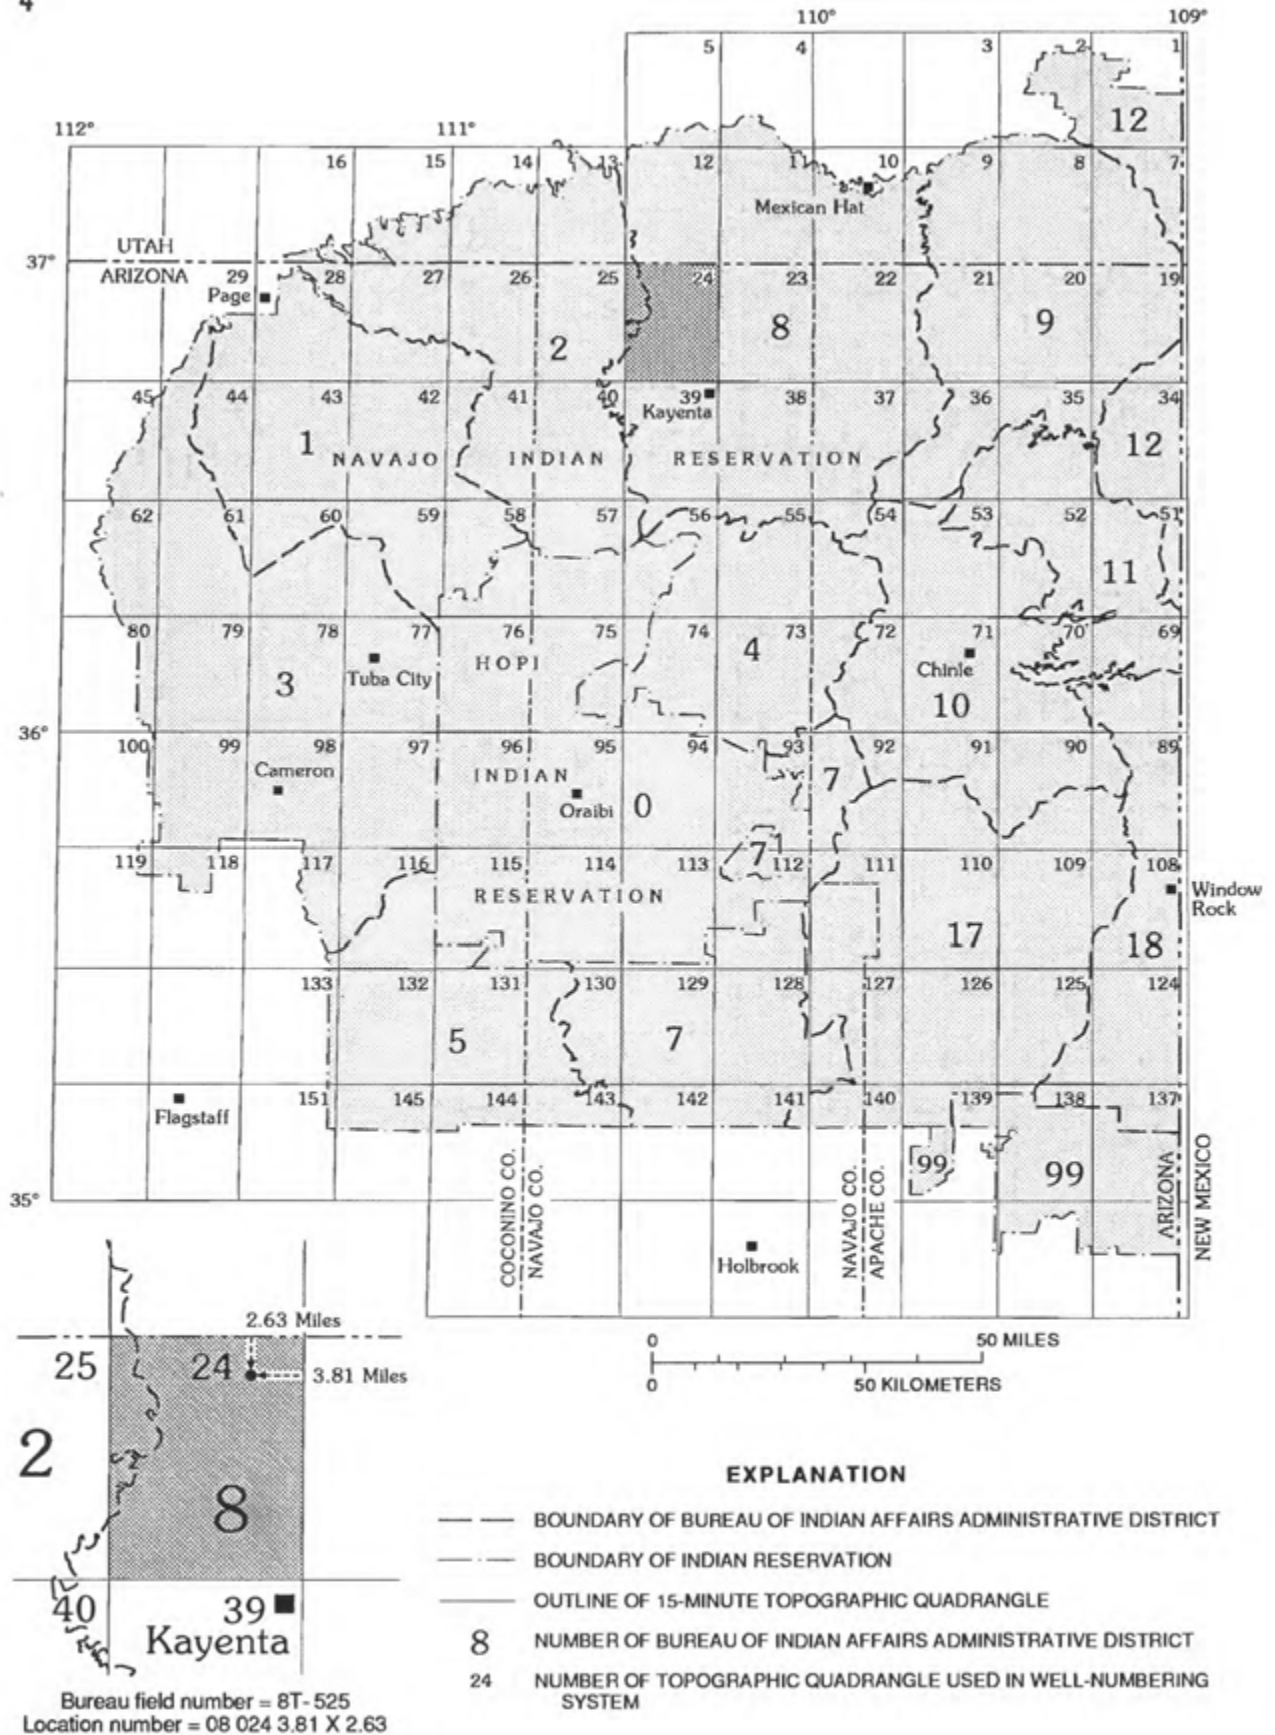 4
110° 109°
5 4 3 2 1
12
112° 111°
16 15 14 13 12 11 10 9 8 7
Mexican Hat
UTAH
37°
ARIZONA 29 28 27 26 25 24 23 22 21 20 19
Page
2 8 9
45 44 43 42 41 40 39 38 37 36 35 34
Kayenta
1 NAVAJO INDIAN RESERVATION 12
62 61 60 59 58 57 56 55 54 53 52 51
11
80 79 78 77 76 75 74 73 72 71 70 69
3 Tuba City HOPI 4 Chinle
10
36°
100 99 98 97 96 95 94 93 92 91 90 89
Cameron INDIAN 7
Oraibi 0
119 118 117 116 115 114 113 7 112 111 110 109 108
RESERVATION Window
Rock
17 18
133 132 131 130 129 128 127 126 125 124
5 7
151 145 144 143 142 141 140 139 138 137
Flagstaff
99 99
35°
COCONINO CO.
NAVAJO CO.
NAVAJO CO.
APACHE CO.
ARIZONA
NEW MEXICO
Holbrook
2.63 Miles
25 24 3.81 Miles
2 8
40 39
Kayenta
Bureau field number = 8T-525
Location number = 08 024 3.81 X 2.63
0 50 MILES
0 50 KILOMETERS
EXPLANATION
BOUNDARY OF BUREAU OF INDIAN AFFAIRS ADMINISTRATIVE DISTRICT
BOUNDARY OF INDIAN RESERVATION
OUTLINE OF 15-MINUTE TOPOGRAPHIC QUADRANGLE
8 NUMBER OF BUREAU OF INDIAN AFFAIRS ADMINISTRATIVE DISTRICT
24 NUMBER OF TOPOGRAPHIC QUADRANGLE USED IN WELL-NUMBERING
SYSTEM